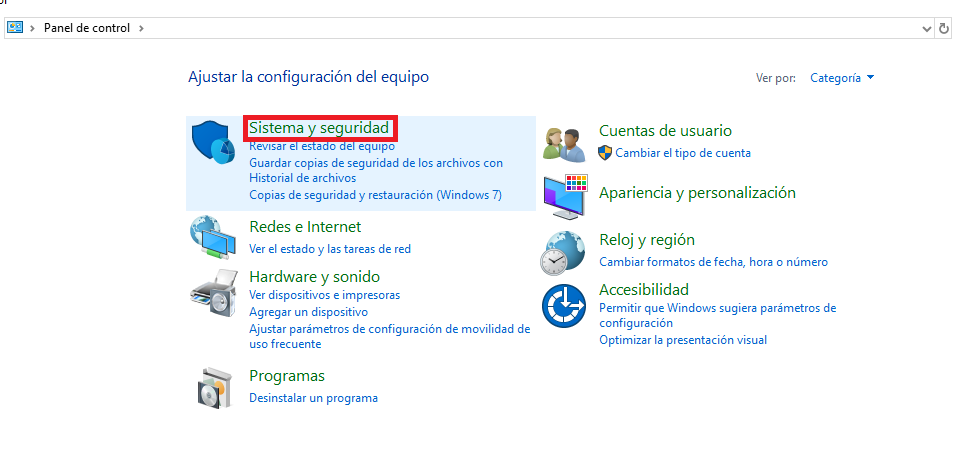 Panel de control
Ajustar la configuración del equipo
Ver por: Categoría
Sistema y seguridad
Revisar el estado del equipo
Guardar copias de seguridad de los archivos con
Historial de archivos
Copias de seguridad y restauración (Windows 7)
Redes e Internet
Ver el estado y las tareas de red
Hardware y sonido
Ver dispositivos e impresoras
Agregar un dispositivo
Ajustar parámetros de configuración de movilidad de
uso frecuente
Programas
Desinstalar un programa
Cuentas de usuario
Cambiar el tipo de cuenta
Apariencia y personalización
Reloj y región
Cambiar formatos de fecha, hora o número
Accesibilidad
Permitir que Windows sugiera parámetros de
configuración
Optimizar la presentación visual